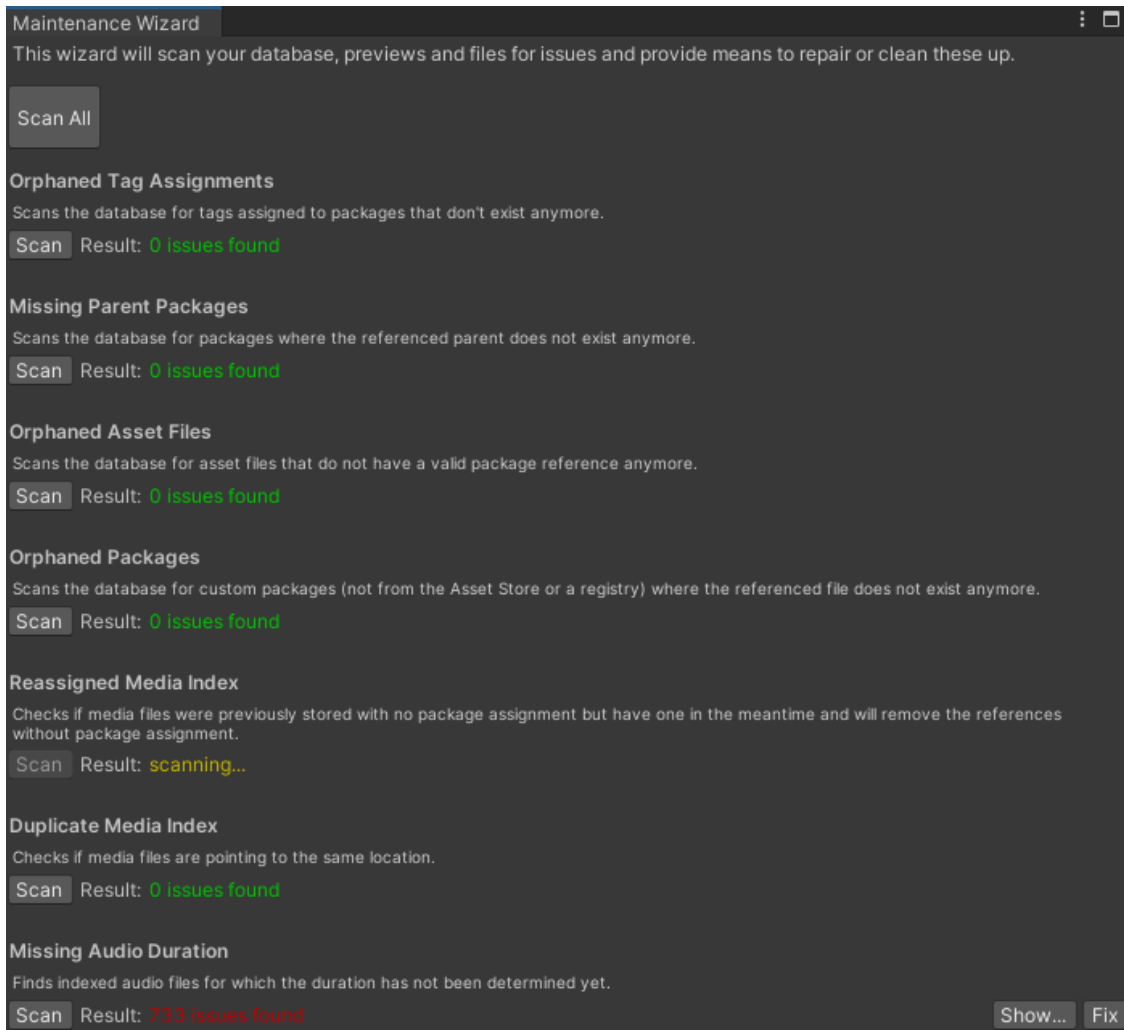 Maintenance Wizard
This wizard will scan your database, previews and files for issues and provide means to repair or clean these up.
Scan All
Orphaned Tag Assignments
Scans the database for tags assigned to packages that don't exist anymore.
Scan Result: 0 issues found
Missing Parent Packages
Scans the database for packages where the referenced parent does not exist anymore.
Scan Result: 0 issues found
Orphaned Asset Files
Scans the database for asset files that do not have a valid package reference anymore.
Scan Result: 0 issues found
Orphaned Packages
Scans the database for custom packages (not from the Asset Store or a registry) where the referenced file does not exist anymore.
Scan Result: 0 issues found
Reassigned Media Index
Checks if media files were previously stored with no package assignment but have one in the meantime and will remove the references
without package assignment.
Scan Result: scanning...
Duplicate Media Index
Checks if media files are pointing to the same location.
Scan Result: 0 issues found
Missing Audio Duration
Finds indexed audio files for which the duration has not been determined yet.
Scan Result: 733 issues found Show... Fix